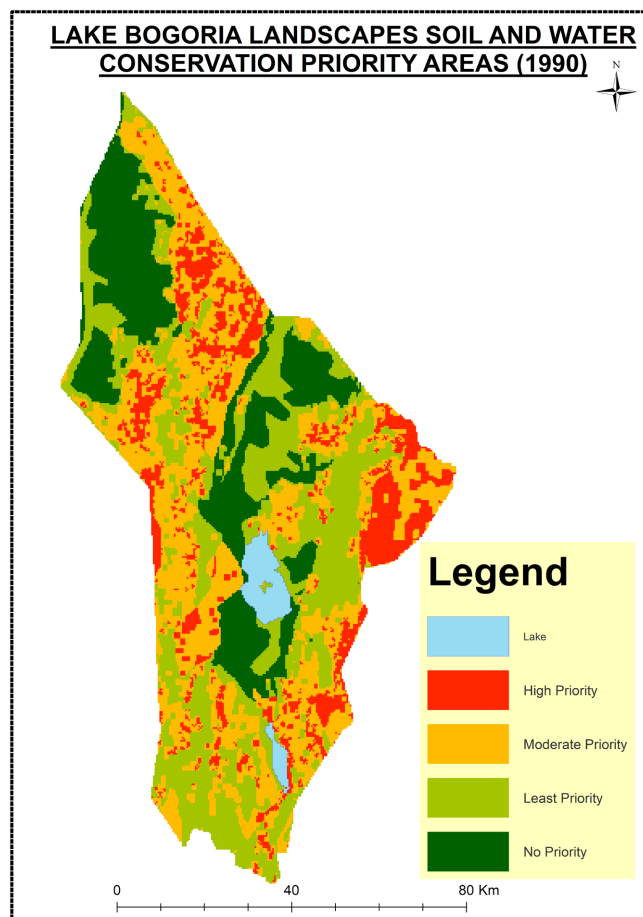 LAKE BOGORIA LANDSCAPES SOIL AND WATER
CONSERVATION PRIORITY AREAS (1990)
N
Legend
Lake
High Priority
Moderate Priority
Least Priority
No Priority
0 40 80 Km